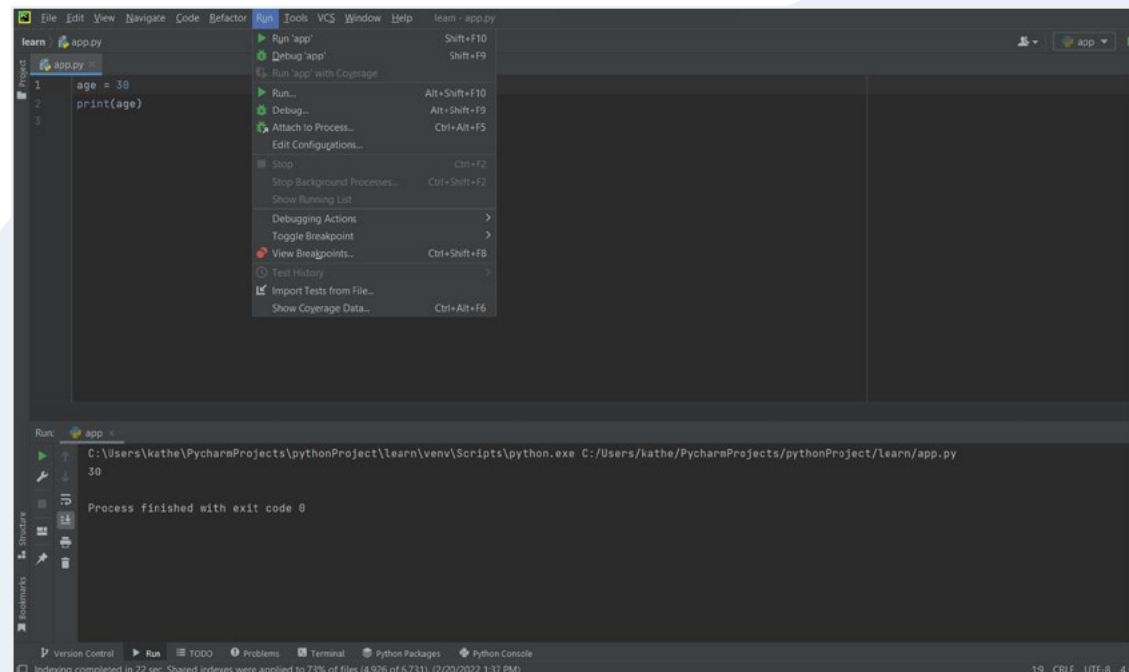 File Edit View Navigate Code Refactor Run Tools VCS Window Help learn - app.py
learn app.py
app
Project
app.py
1 age = 30
2 print(age)
3
Run 'app' Shift+F10
Debug 'app' Shift+F9
Run 'app' with Coverage
Run... Alt+Shift+F10
Debug... Alt+Shift+F9
Attach to Process... Ctrl+Alt+F5
Edit Configurations...
Stop Ctrl+F2
Stop Background Processes... Ctrl+Shift+F2
Show Running List
Debugging Actions
Toggle Breakpoint
View Breakpoints... Ctrl+Shift+F8
Test History
Import Tests from File...
Show Coverage Data... Ctrl+Alt+F6
Run: app
C:\Users\kathe\PycharmProjects\pythonProject\learn\venv\Scripts\python.exe C:/Users/kathe/PycharmProjects/pythonProject/learn/app.py
30
Process finished with exit code 0
Structure
Bookmarks
Version Control Run TODO Problems Terminal Python Packages Python Console
Indexing completed in 22 sec. Shared indexes were applied to 73% of files (4,926 of 6,731). (2/20/2022 1:37 PM) 1:9 CRLF UTF-8 4